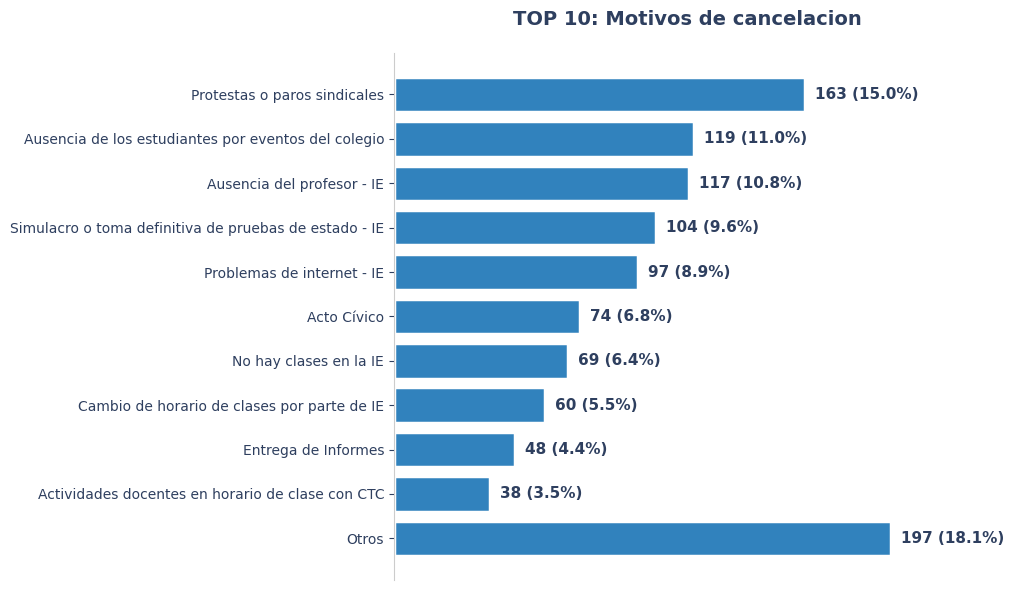 TOP 10: Motivos de cancelacion
Protestas o paros sindicales 163 (15.0%)
Ausencia de los estudiantes por eventos del colegio 119 (11.0%)
Ausencia del profesor - IE 117 (10.8%)
Simulacro o toma definitiva de pruebas de estado - IE 104 (9.6%)
Problemas de internet - IE 97 (8.9%)
Acto Cívico 74 (6.8%)
No hay clases en la IE 69 (6.4%)
Cambio de horario de clases por parte de IE 60 (5.5%)
Entrega de Informes 48 (4.4%)
Actividades docentes en horario de clase con CTC 38 (3.5%)
Otros 197 (18.1%)